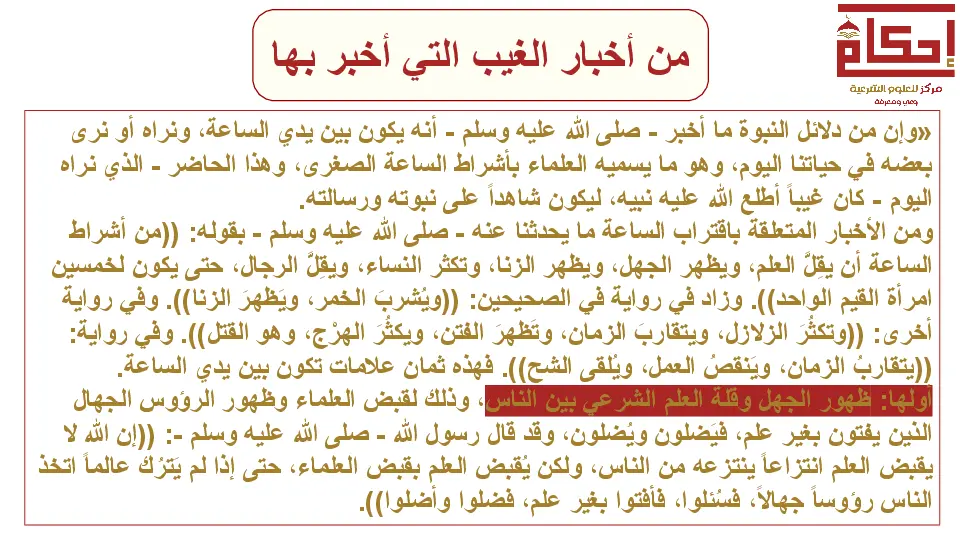 من أخبار الغيب التي أخبر بها
إحكام
مركز للعلوم الشرعية
وعي ومعرفة
«وإن من دلائل النبوة ما أخبر - صلى الله عليه وسلم - أنه يكون بين يدي الساعة، ونراه أو نرى
بعضه في حياتنا اليوم، وهو ما يسميه العلماء بأشراط الساعة الصغرى، وهذا الحاضر - الذي نراه
اليوم - كان غيباً أطلع الله عليه نبيه، ليكون شاهداً على نبوته ورسالته.
ومن الأخبار المتعلقة باقتراب الساعة ما يحدثنا عنه - صلى الله عليه وسلم - بقوله: ((من أشراط
الساعة أن يقِلَّ العلم، ويظهر الجهل، ويظهر الزنا، وتكثر النساء، ويقِلَّ الرجال، حتى يكون لخمسين
امرأة القيم الواحد)). وزاد في رواية في الصحيحين: ((ويُشربَ الخمر، ويَظهرَ الزنا)). وفي رواية
أخرى: ((وتكثُرَ الزلازل، ويتقاربَ الزمان، وتَظهرَ الفتن، ويكثُرَ الهرْج، وهو القتل)). وفي رواية:
((يتقاربُ الزمان، ويَنقصُ العمل، ويُلقى الشح)). فهذه ثمان علامات تكون بين يدي الساعة.
أولها: ظهور الجهل وقلة العلم الشرعي بين الناس، وذلك لقبض العلماء وظهور الرؤوس الجهال
الذين يفتون بغير علم، فيَضلون ويُضلون، وقد قال رسول الله - صلى الله عليه وسلم -: ((إن الله لا
يقبض العلم انتزاعاً ينتزعه من الناس، ولكن يُقبض العلم بقبض العلماء، حتى إذا لم يَتَرُك عالماً اتخذ
الناس رؤوساً جهالاً، فسُئلوا، فأفتوا بغير علم، فضلوا وأضلوا)).